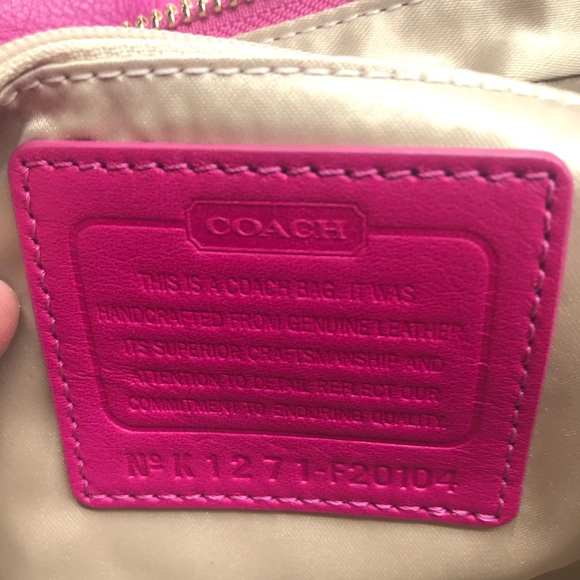 COACH
THIS IS A COACH BAG. IT WAS
HANDCRAFTED FROM GENUINE LEATHER.
ITS SUPERIOR CRAFTSMANSHIP AND
ATTENTION TO DETAIL REFLECT OUR
COMMITMENT TO ENDURING QUALITY.
Nº K1271-F20104